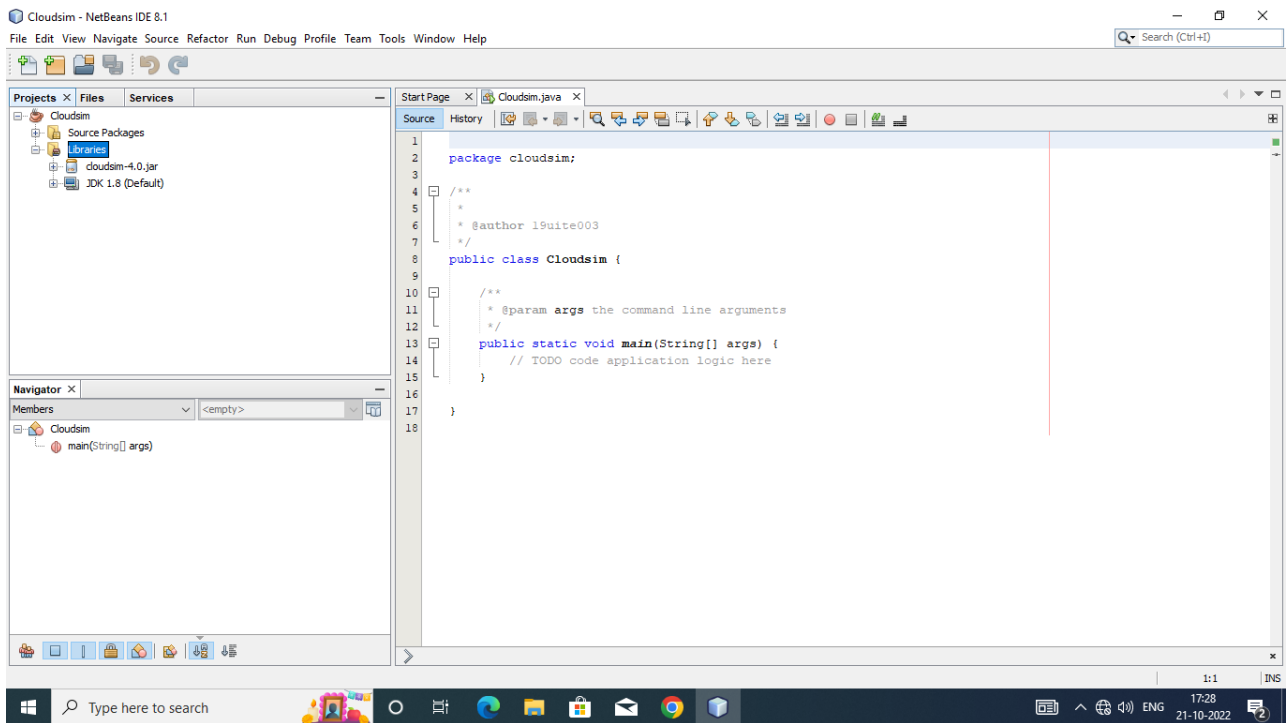 Cloudsim - NetBeans IDE 8.1
File Edit View Navigate Source Refactor Run Debug Profile Team Tools Window Help
Search (Ctrl+I)
Projects Files Services
Cloudsim
Source Packages
Libraries
cloudsim-4.0.jar
JDK 1.8 (Default)
Navigator
Members <empty>
Cloudsim
main(String[] args)
Start Page Cloudsim.java
Source History
1
2 package cloudsim;
3
4 /**
5 *
6 * @author 19uite003
7 */
8 public class Cloudsim {
9
10 /**
11 * @param args the command line arguments
12 */
13 public static void main(String[] args) {
14 // TODO code application logic here
15 }
16
17 }
18
1:1 INS
Type here to search
ENG
17:28
21-10-2022
2